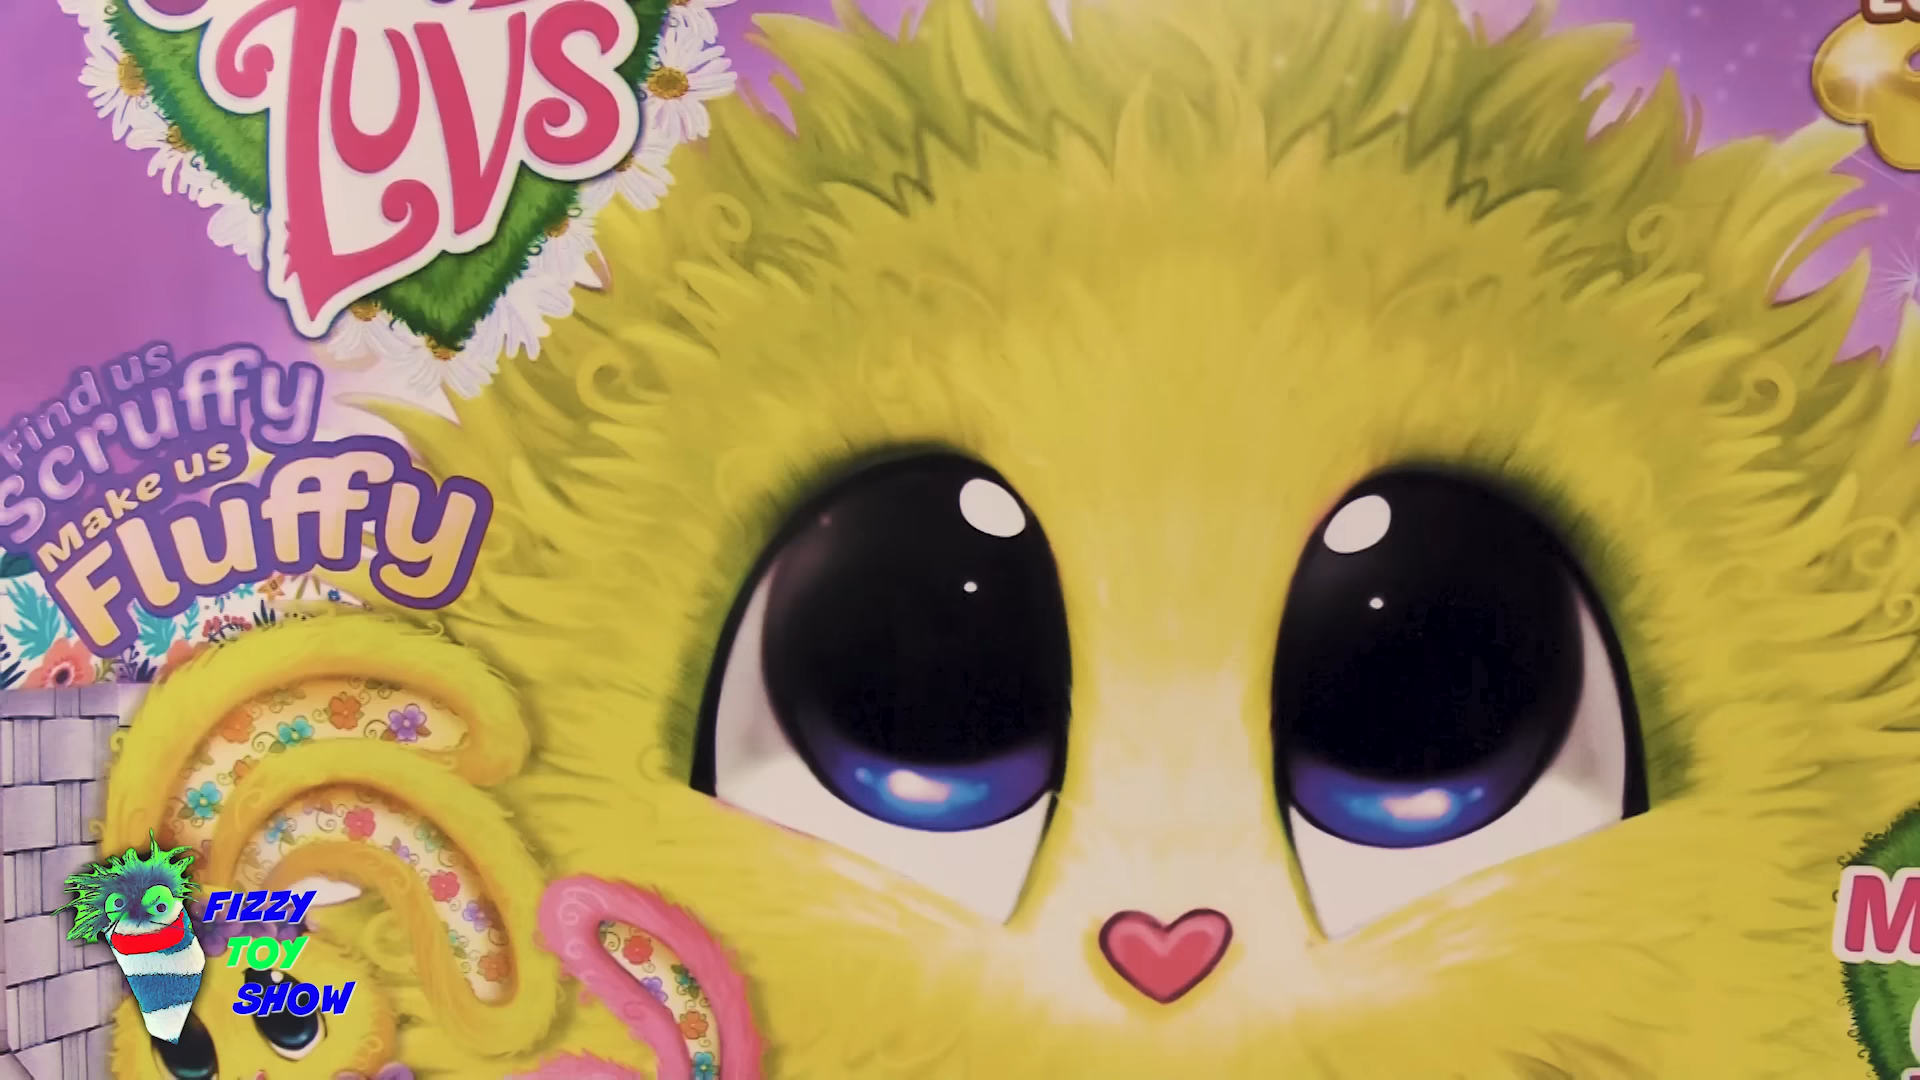 Luvs
Find us
Scruffy
Make us
Fluffy
FIZZY
TOY
SHOW
M